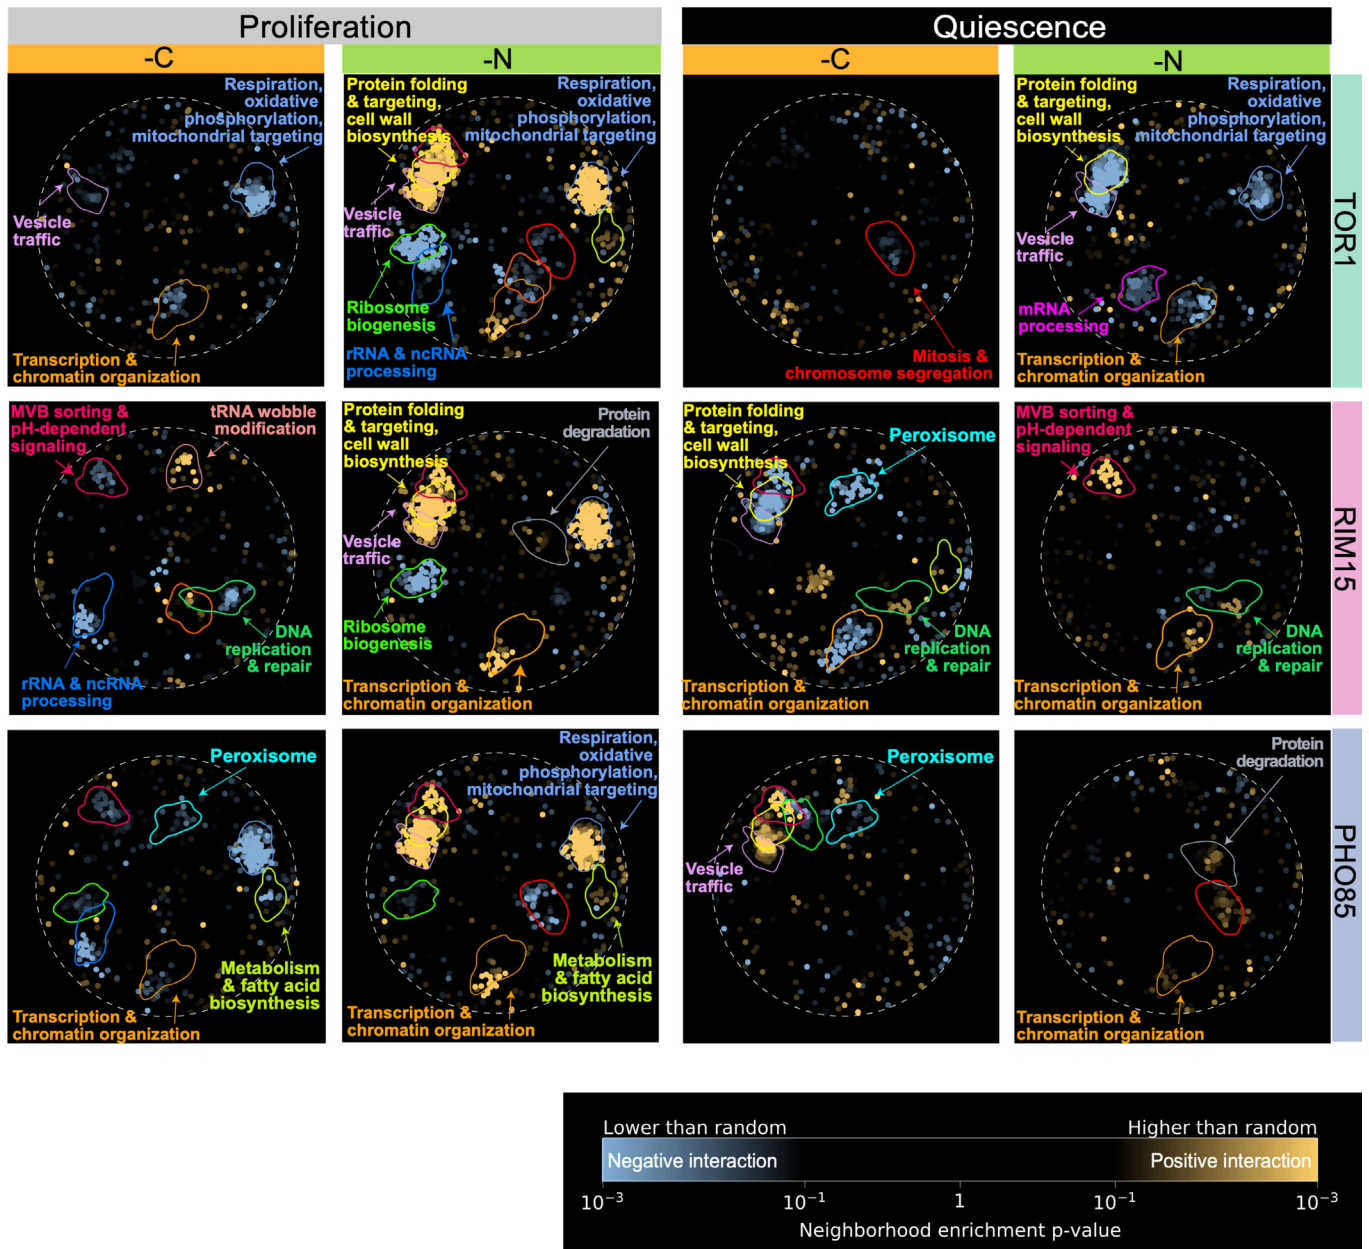 Proliferation
Quiescence
-C
-N
-C
-N
Respiration,
oxidative
phosphorylation,
mitochondrial targeting
Vesicle
traffic
Transcription &
chromatin organization
Protein folding
& targeting,
cell wall
biosynthesis
Respiration,
oxidative
phosphorylation,
mitochondrial targeting
Vesicle
traffic
Ribosome
biogenesis
rRNA & ncRNA
processing
Mitosis &
chromosome segregation
Protein folding
& targeting,
cell wall
biosynthesis
Respiration,
oxidative
phosphorylation,
mitochondrial targeting
Vesicle
traffic
mRNA
processing
Transcription &
chromatin organization
TOR1
MVB sorting &
pH-dependent
signaling
tRNA wobble
modification
rRNA & ncRNA
processing
DNA
replication
& repair
Protein folding
& targeting,
cell wall
biosynthesis
Protein
degradation
Vesicle
traffic
Ribosome
biogenesis
Transcription &
chromatin organization
Protein folding
& targeting,
cell wall
biosynthesis
Peroxisome
DNA
replication
& repair
Transcription &
chromatin organization
MVB sorting &
pH-dependent
signaling
DNA
replication
& repair
Transcription &
chromatin organization
RIM15
Peroxisome
Metabolism
& fatty acid
biosynthesis
Transcription &
chromatin organization
Respiration,
oxidative
phosphorylation,
mitochondrial targeting
Metabolism
& fatty acid
biosynthesis
Transcription &
chromatin organization
Peroxisome
Vesicle
traffic
Protein
degradation
Transcription &
chromatin organization
PHO85
Lower than random
Higher than random
Negative interaction
Positive interaction
10⁻³
10⁻¹
1
10⁻¹
10⁻³
Neighborhood enrichment p-value